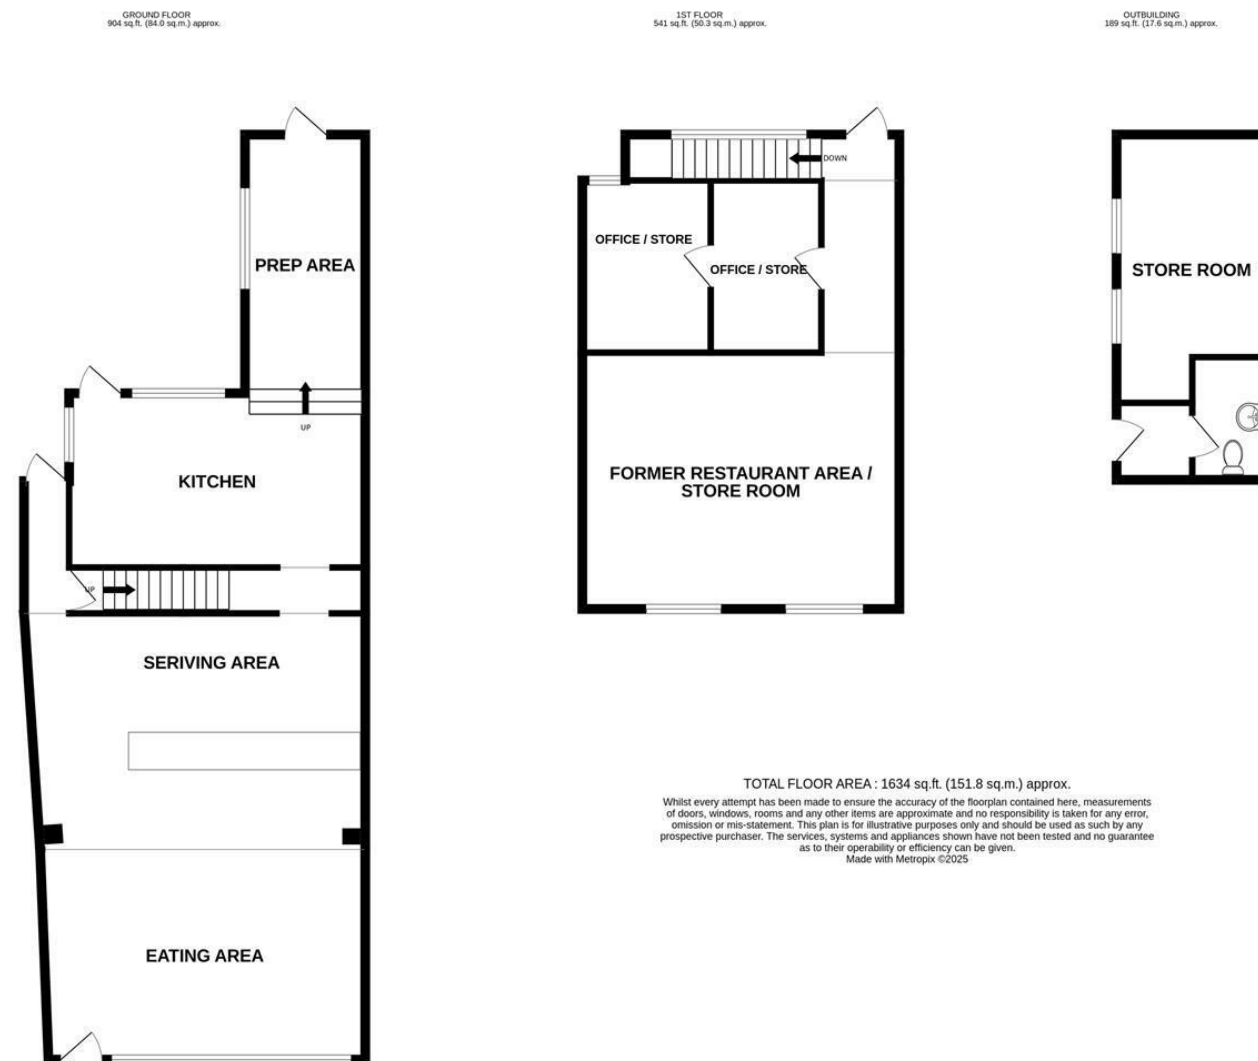 GROUND FLOOR
904 sq.ft. (84.0 sq.m.) approx.
1ST FLOOR
541 sq.ft. (50.3 sq.m.) approx.
OUTBUILDING
189 sq.ft. (17.6 sq.m.) approx.
PREP AREA
UP
KITCHEN
UP
SERIVING AREA
EATING AREA
DOWN
OFFICE / STORE
OFFICE / STORE
FORMER RESTAURANT AREA /
STORE ROOM
STORE ROOM
TOTAL FLOOR AREA : 1634 sq.ft. (151.8 sq.m.) approx.
Whilst every attempt has been made to ensure the accuracy of the floorplan contained here, measurements
of doors, windows, rooms and any other items are approximate and no responsibility is taken for any error,
omission or mis-statement. This plan is for illustrative purposes only and should be used as such by any
prospective purchaser. The services, systems and appliances shown have not been tested and no guarantee
as to their operability or efficiency can be given.
Made with Metropix ©2025